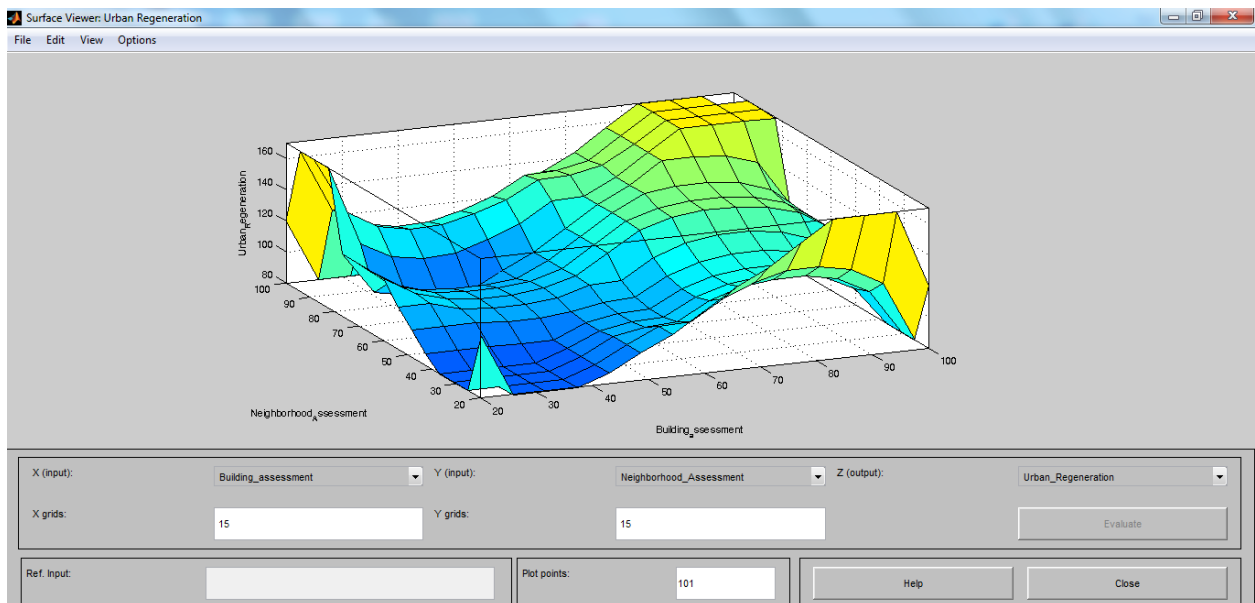 Surface Viewer: Urban Regeneration
File Edit View Options
160
140
120
100
80
Urban_Regeneration
100
90
80
70
60
50
40
30
20
Neighborhood_Assessment
20
30
40
50
60
70
80
90
100
Building_assessment
X (input): Building_assessment Y (input): Neighborhood_Assessment Z (output): Urban_Regeneration
X grids: 15 Y grids: 15 Evaluate
Ref. Input: Plot points: 101 Help Close